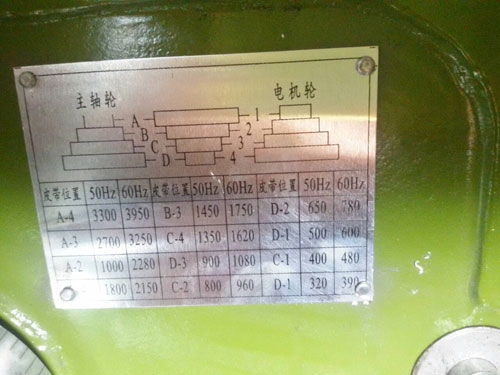 主轴轮 电机轮
A 1
B 2
C 3
D 4
皮带位置 50Hz 60Hz 皮带位置 50Hz 60Hz 皮带位置 50Hz 60Hz
A-4 3300 3950 B-3 1450 1750 D-2 650 780
A-3 2700 3250 C-4 1350 1620 D-1 500 600
A-2 1000 2280 D-3 900 1080 C-1 400 480
1800 2150 C-2 800 960 D-1 320 390